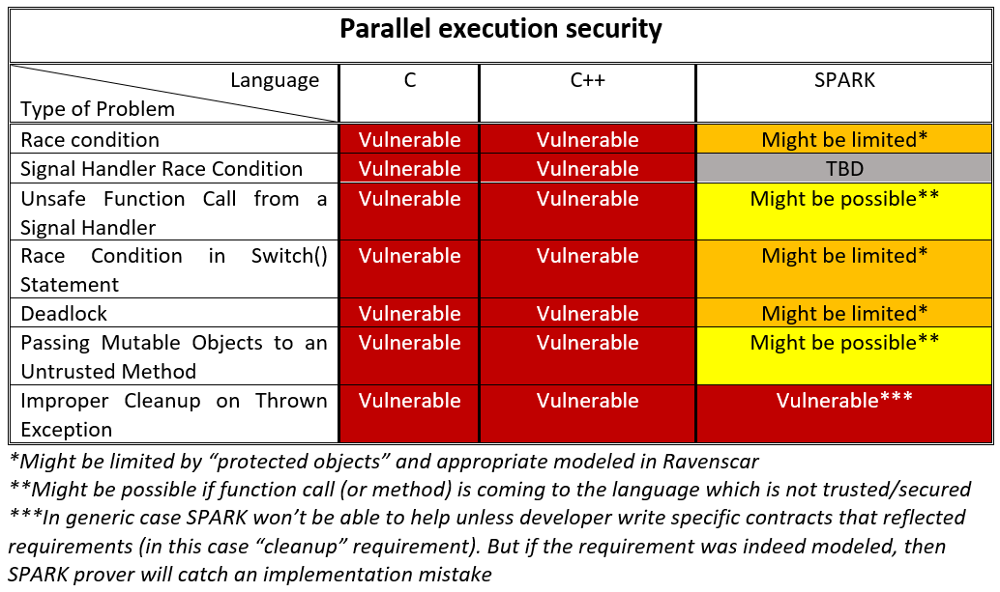 Parallel execution security
Language
Type of Problem
C
C++
SPARK
Race condition
Vulnerable
Vulnerable
Might be limited*
Signal Handler Race Condition
Vulnerable
Vulnerable
TBD
Unsafe Function Call from a
Signal Handler
Vulnerable
Vulnerable
Might be possible**
Race Condition in Switch()
Statement
Vulnerable
Vulnerable
Might be limited*
Deadlock
Vulnerable
Vulnerable
Might be limited*
Passing Mutable Objects to an
Untrusted Method
Vulnerable
Vulnerable
Might be possible**
Improper Cleanup on Thrown
Exception
Vulnerable
Vulnerable
Vulnerable***
*Might be limited by “protected objects” and appropriate modeled in Ravenscar
**Might be possible if function call (or method) is coming to the language which is not trusted/secured
***In generic case SPARK won’t be able to help unless developer write specific contracts that reflected
requirements (in this case “cleanup” requirement). But if the requirement was indeed modeled, then
SPARK prover will catch an implementation mistake